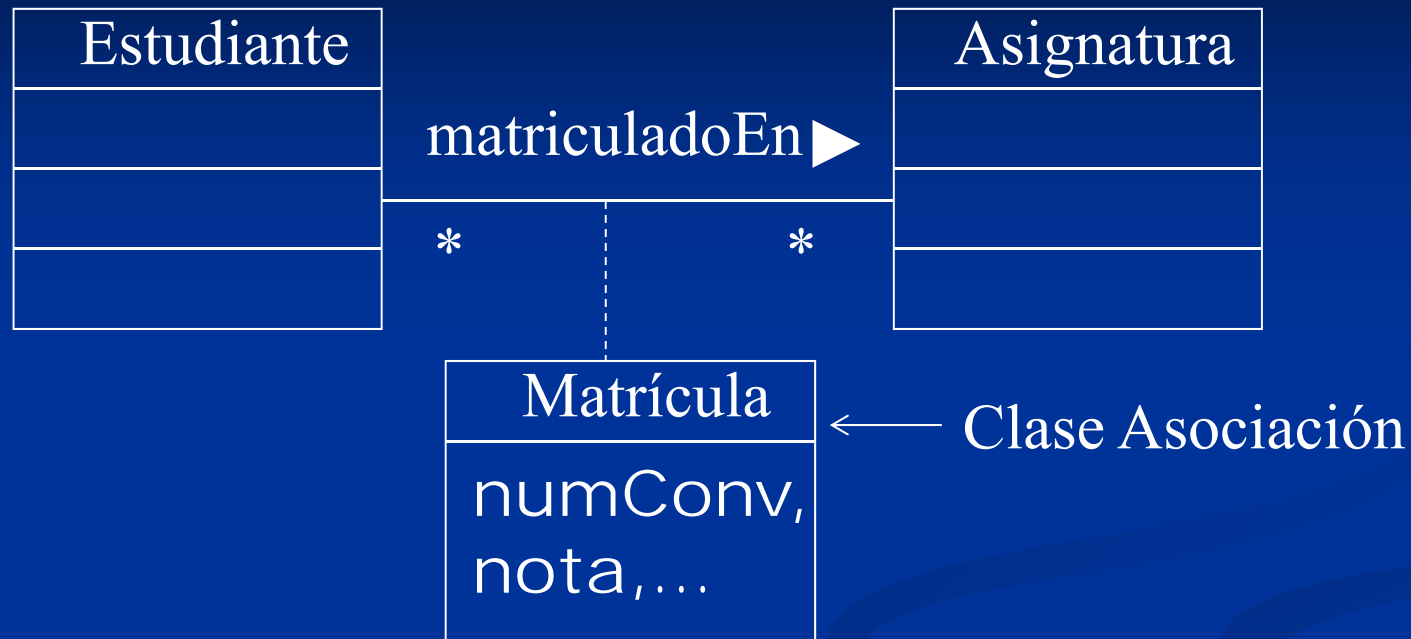 Estudiante
Asignatura
matriculadoEn
*
*
Matrícula
Clase Asociación
numConv,
nota,...